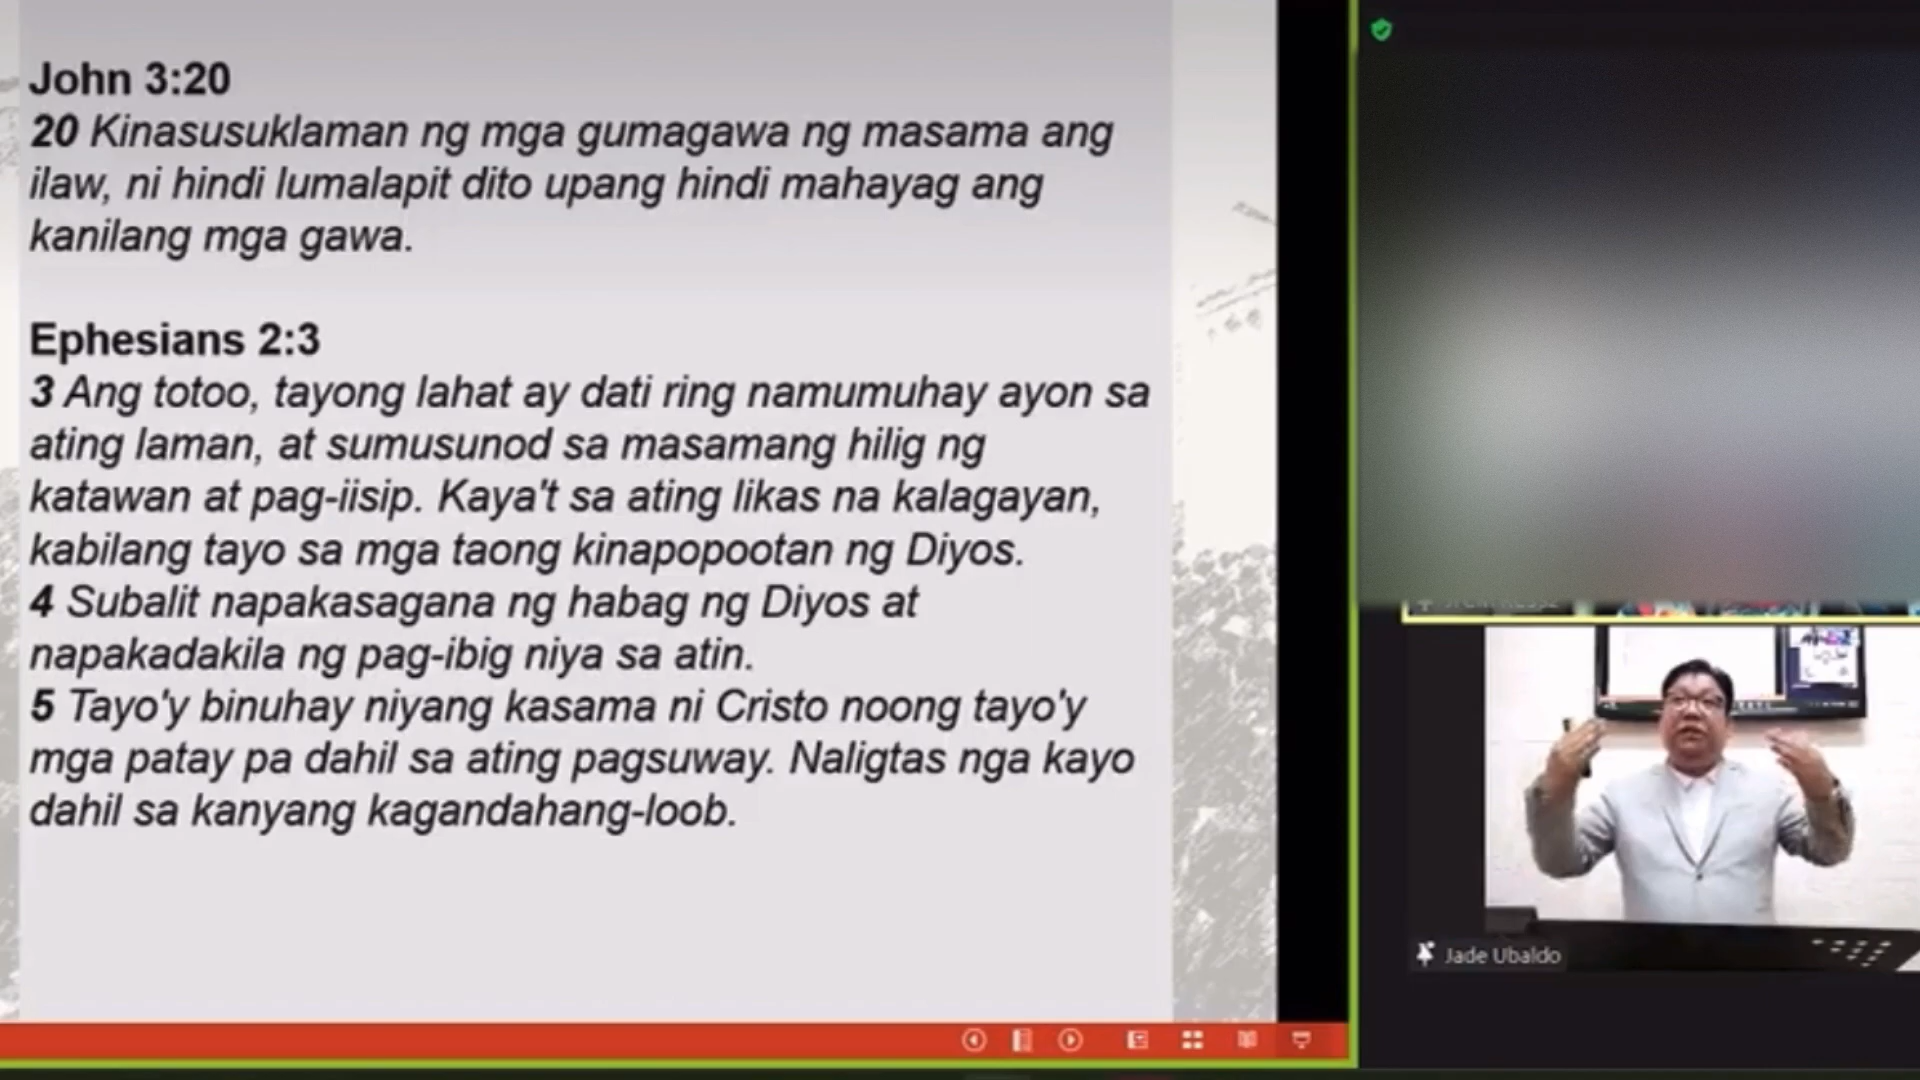 John 3:20
20 Kinasusuklaman ng mga gumagawa ng masama ang
ilaw, ni hindi lumalapit dito upang hindi mahayag ang
kanilang mga gawa.
Ephesians 2:3
3 Ang totoo, tayong lahat ay dati ring namumuhay ayon sa
ating laman, at sumusunod sa masamang hilig ng
katawan at pag-iisip. Kaya't sa ating likas na kalagayan,
kabilang tayo sa mga taong kinapopootan ng Diyos.
4 Subalit napakasagana ng habag ng Diyos at
napakadakila ng pag-ibig niya sa atin.
5 Tayo'y binuhay niyang kasama ni Cristo noong tayo'y
mga patay pa dahil sa ating pagsuway. Naligtas nga kayo
dahil sa kanyang kagandahang-loob.
Jade Ubaldo